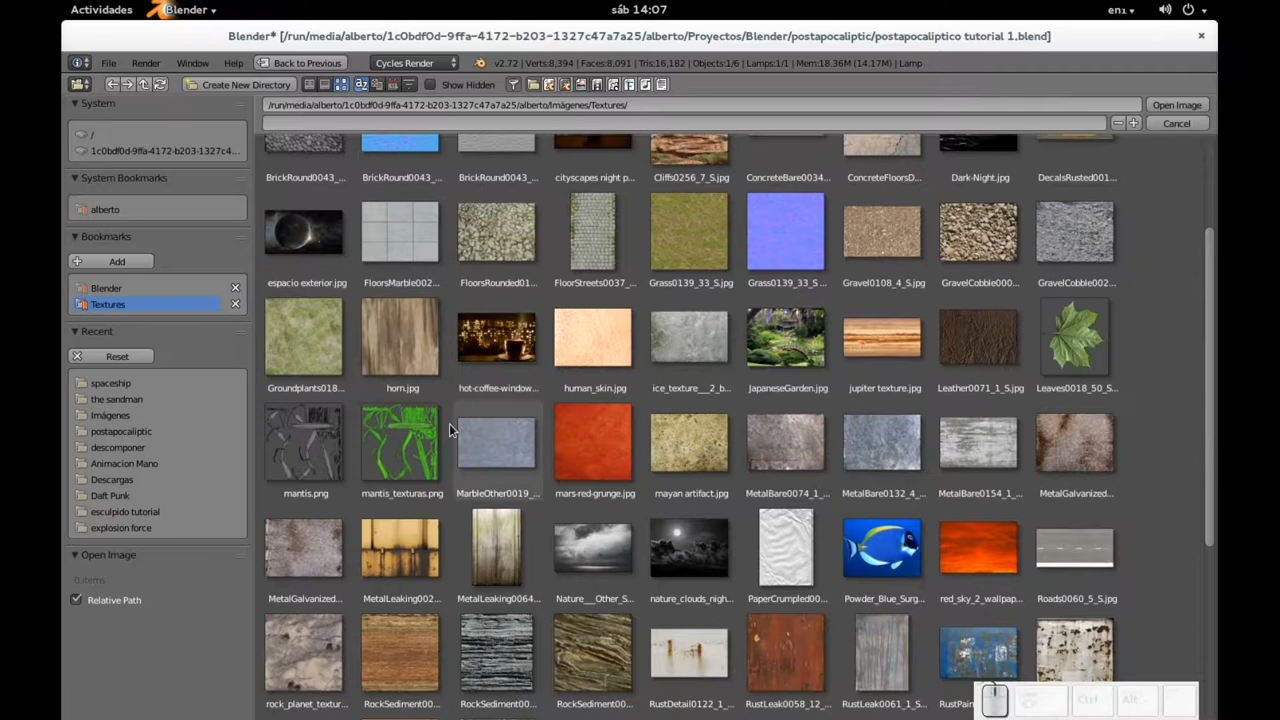 Actividades Blender sáb 14:07 en1
Blender* [/run/media/alberto/1c0bdf0d-9ffa-4172-b203-1327c47a7a25/alberto/Proyectos/Blender/postapocaliptic/postapocaliptico tutorial 1.blend]
File Render Window Help Back to Previous Cycles Render v2.72 | Verts:8,394 | Faces:8,091 | Tris:16,182 | Objects:1/6 | Lamps:1/1 | Mem:18.36M (14.17M) | Lamp
Create New Directory Show Hidden
System /run/media/alberto/1c0bdf0d-9ffa-4172-b203-1327c47a7a25/alberto/Imágenes/Textures/ Open Image
Cancel
/
1c0bdf0d-9ffa-4172-b203-1327c4...
System Bookmarks
alberto
Bookmarks
Add
Blender
Textures
Recent
Reset
spaceship
the sandman
Imágenes
postapocaliptic
descomponer
Animacion Mano
Descargas
Daft Punk
esculpido tutorial
explosion force
Open Image
0 items
Relative Path
BrickRound0043_... BrickRound0043_... BrickRound0043_... cityscapes night p... Cliffs0256_7_S.jpg ConcreteBare0034... ConcreteFloorsD... Dark-Night.jpg DecalsRusted001...
espacio exterior.jpg FloorsMarble002... FloorsRounded01... FloorStreets0037_... Grass0139_33_S.jpg Grass0139_33_S ... Gravel0108_4_S.jpg GravelCobble000... GravelCobble002...
Groundplants018... horn.jpg hot-coffee-window... human_skin.jpg ice_texture__2_b... JapaneseGarden.jpg jupiter texture.jpg Leather0071_1_S.jpg Leaves0018_50_S...
mantis.png mantis_texturas.png MarbleOther0019_... mars-red-grunge.jpg mayan artifact.jpg MetalBare0074_1_... MetalBare0132_4_... MetalBare0154_1_... MetalGalvanized...
MetalGalvanized... MetalLeaking002... MetalLeaking0064... Nature__Other_S... nature_clouds_nigh... PaperCrumpled00... Powder_Blue_Surg... red_sky_2_wallpap... Roads0060_5_S.jpg
rock_planet_textur... RockSediment00... RockSediment00... RockSediment00... RustDetail0122_1_... RustLeak0058_12_... RustLeak0061_1_S... RustPain
Ctrl Alt